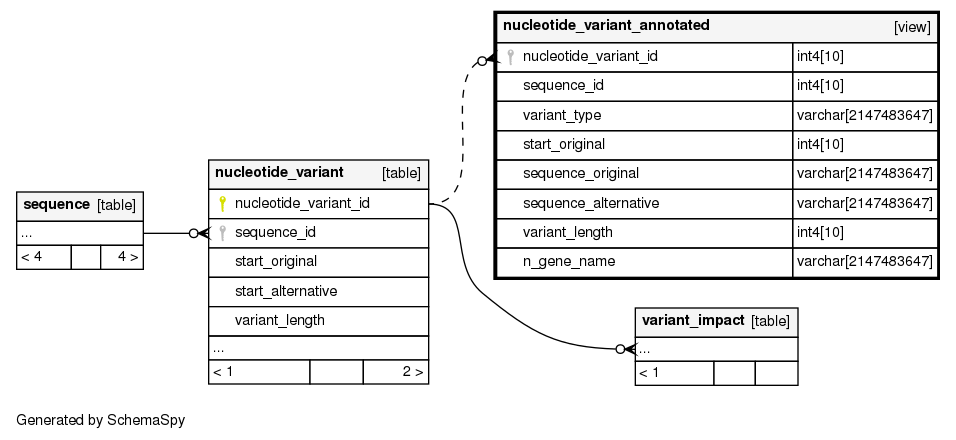 nucleotide_variant_annotated [view]
nucleotide_variant_id int4[10]
sequence_id int4[10]
variant_type varchar[2147483647]
start_original int4[10]
sequence_original varchar[2147483647]
sequence_alternative varchar[2147483647]
variant_length int4[10]
n_gene_name varchar[2147483647]
nucleotide_variant [table]
nucleotide_variant_id
sequence_id
start_original
start_alternative
variant_length
...
< 1 2 >
sequence [table]
...
< 4 4 >
variant_impact [table]
...
< 1
Generated by SchemaSpy